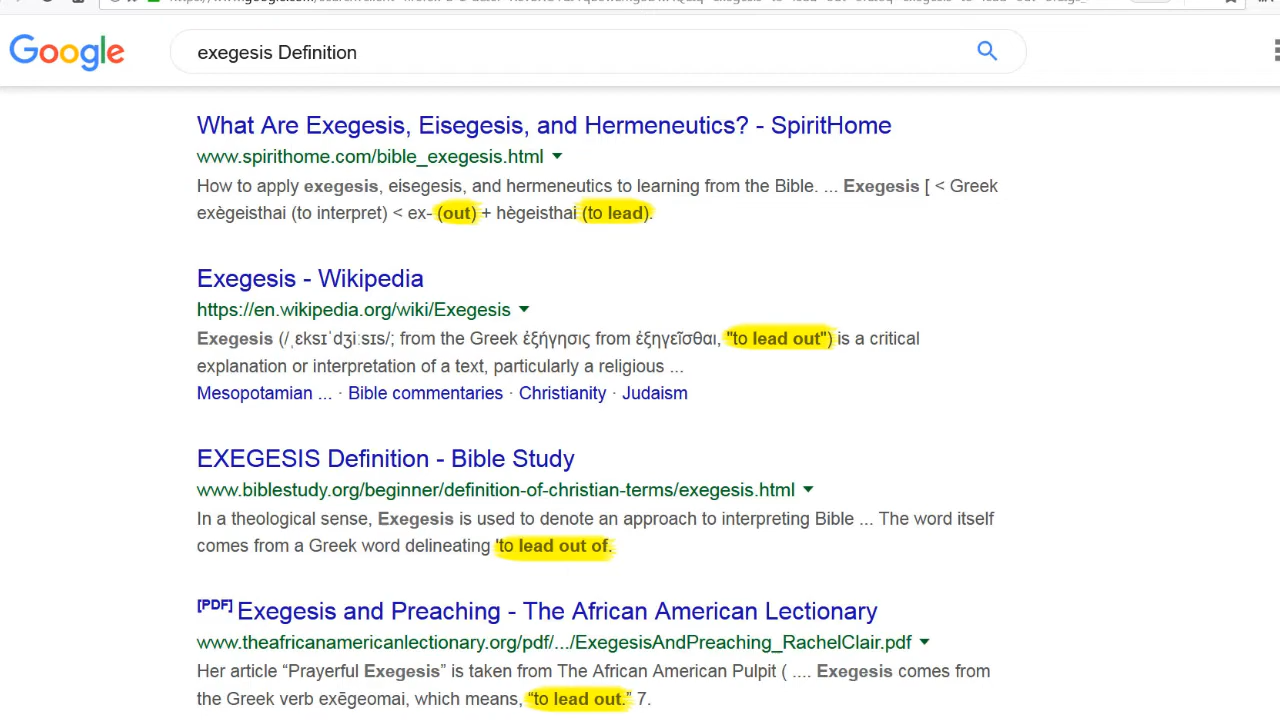 Google
exegesis Definition
What Are Exegesis, Eisegesis, and Hermeneutics? - SpiritHome
www.spirithome.com/bible_exegesis.html
How to apply exegesis, eisegesis, and hermeneutics to learning from the Bible. ... Exegesis [ < Greek
exègeisthai (to interpret) < ex- (out) + hègeisthai (to lead).
Exegesis - Wikipedia
https://en.wikipedia.org/wiki/Exegesis
Exegesis (/ˌɛksɪˈdʒiːsɪs/; from the Greek ἐξήγησις from ἐξηγεῖσθαι, "to lead out") is a critical
explanation or interpretation of a text, particularly a religious ...
Mesopotamian ... · Bible commentaries · Christianity · Judaism
EXEGESIS Definition - Bible Study
www.biblestudy.org/beginner/definition-of-christian-terms/exegesis.html
In a theological sense, Exegesis is used to denote an approach to interpreting Bible ... The word itself
comes from a Greek word delineating 'to lead out of.
[PDF] Exegesis and Preaching - The African American Lectionary
www.theafricanamericanlectionary.org/pdf/.../ExegesisAndPreaching_RachelClair.pdf
Her article “Prayerful Exegesis” is taken from The African American Pulpit ( .... Exegesis comes from
the Greek verb exēgeomai, which means, “to lead out.” 7.